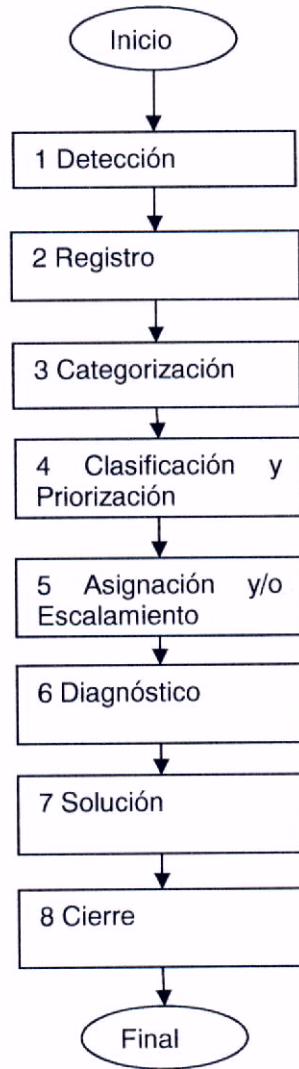 Inicio
1 Detección
2 Registro
3 Categorización
4 Clasificación y
Priorización
5 Asignación y/o
Escalamiento
6 Diagnóstico
7 Solución
8 Cierre
Final